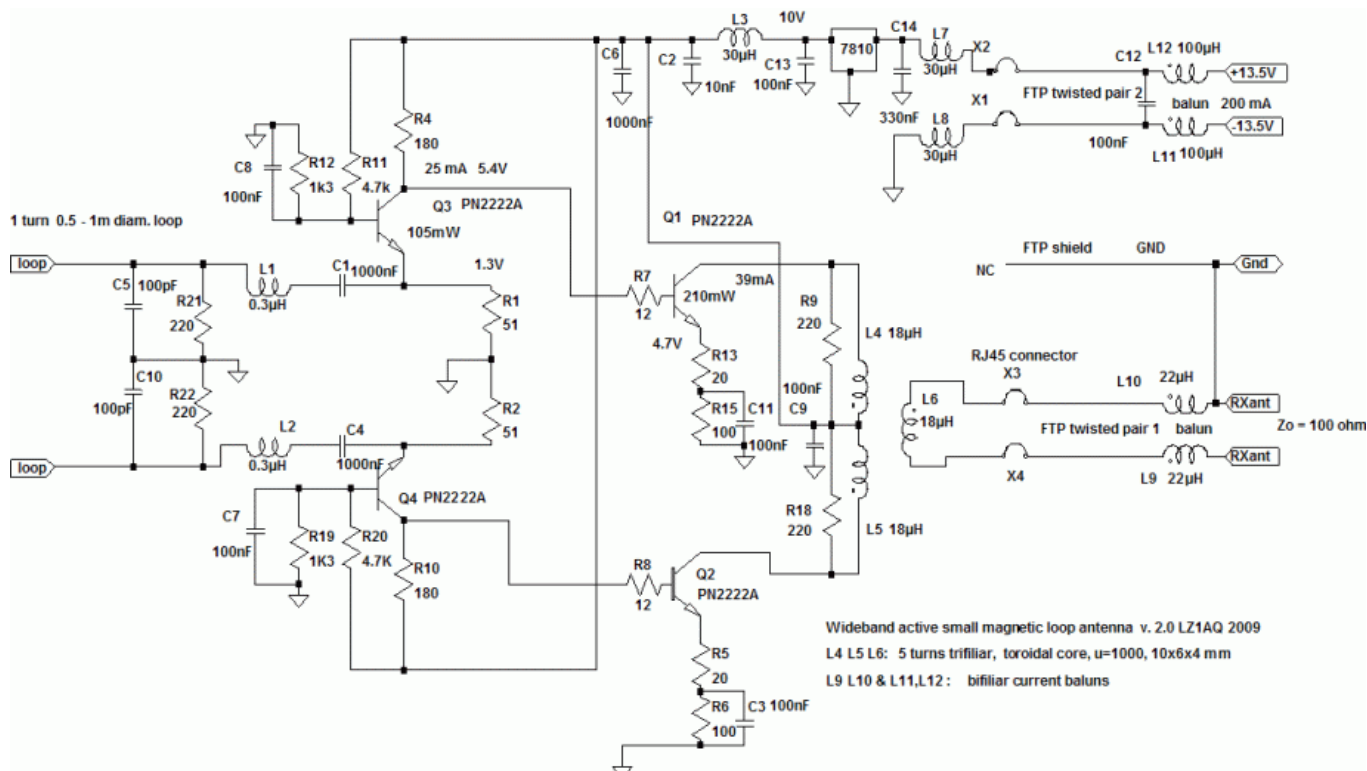 L3
10V
30µH
C6
1000nF
C2
10nF
C13
100nF
7810
C14
330nF
L7
30µH
X2
C12
L12 100µH
+13.5V
FTP twisted pair 2
balun 200 mA
X1
L8
30µH
100nF
-13.5V
L11 100µH
R4
180
C8
100nF
R12
1k3
R11
4.7k
25 mA 5.4V
Q3 PN2222A
105mW
Q1 PN2222A
1 turn 0.5 - 1m diam. loop
loop
C5 100pF
R21
220
L1
0.3µH
C1
1000nF
1.3V
R1
51
R7
12
210mW
39mA
4.7V
R13
20
R15
100
C11
100nF
R9
220
L4 18µH
100nF
C9
FTP shield GND
NC
Gnd
RJ45 connector
X3
L10 22µH
RXant
L6
18µH
FTP twisted pair 1 balun
Zo = 100 ohm
X4
L9 22µH
RXant
C10
100pF
R22
220
R2
51
loop
L2
0.3µH
C4
1000nF
Q4 PN2222A
C7
100nF
R19
1K3
R20
4.7K
R10
180
R8
12
Q2
PN2222A
R18
220
L5 18µH
R5
20
R6
100
C3 100nF
Wideband active small magnetic loop antenna v. 2.0 LZ1AQ 2009
L4 L5 L6: 5 turns trifiliar, toroidal core, u=1000, 10x6x4 mm
L9 L10 & L11,L12 : bifiliar current baluns